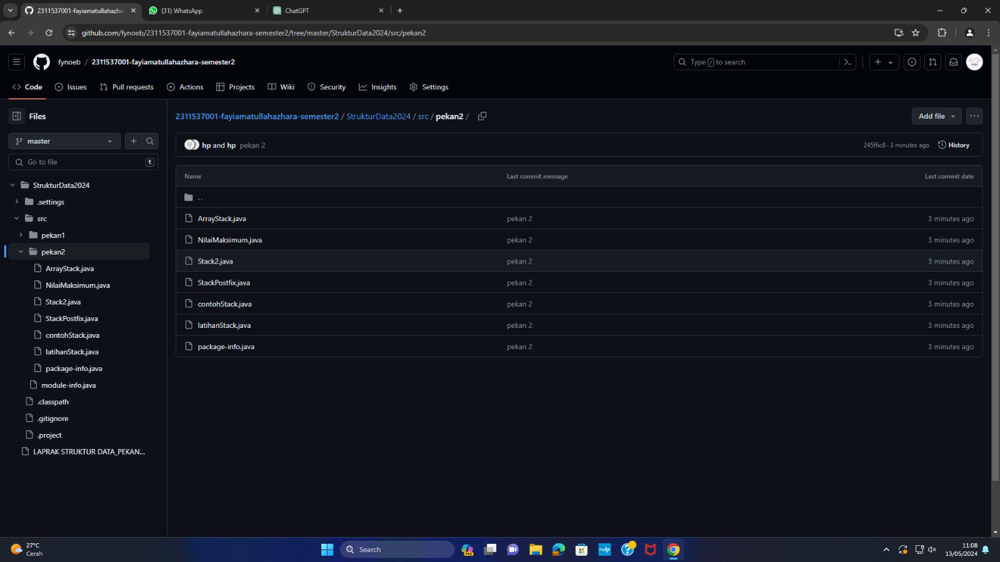 2311537001-fayiamatullahazhara
(31) WhatsApp
ChatGPT
github.com/fynoeb/2311537001-fayiamatullahazhara-semester2/tree/master/StrukturData2024/src/pekan2
fynoeb / 2311537001-fayiamatullahazhara-semester2
Type / to search
Code
Issues
Pull requests
Actions
Projects
Wiki
Security
Insights
Settings
Files
master
Go to file
t
StrukturData2024
.settings
src
pekan1
pekan2
ArrayStack.java
NilaiMaksimum.java
Stack2.java
StackPostfix.java
contohStack.java
latihanStack.java
package-info.java
module-info.java
.classpath
.gitignore
.project
LAPRAK STRUKTUR DATA_PEKAN...
2311537001-fayiamatullahazhara-semester2 / StrukturData2024 / src / pekan2 /
Add file
hp and hp pekan 2
245f6c8 · 3 minutes ago
History
Name Last commit message Last commit date
..
ArrayStack.java pekan 2 3 minutes ago
NilaiMaksimum.java pekan 2 3 minutes ago
Stack2.java pekan 2 3 minutes ago
StackPostfix.java pekan 2 3 minutes ago
contohStack.java pekan 2 3 minutes ago
latihanStack.java pekan 2 3 minutes ago
package-info.java pekan 2 3 minutes ago
27°C
Cerah
Search
PRE
myhp
11:08
13/05/2024